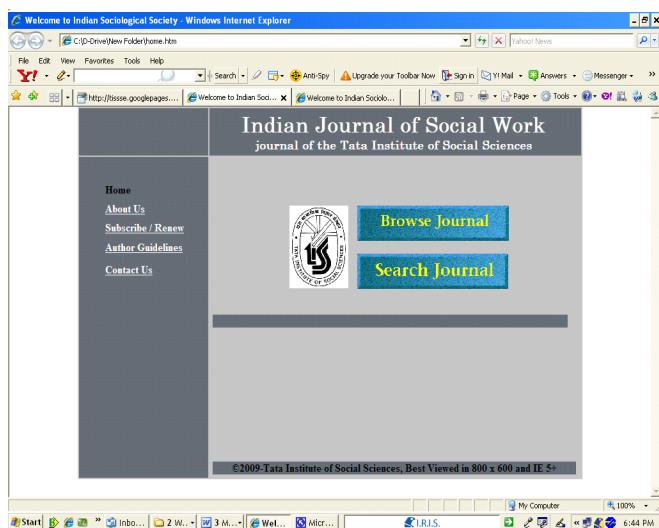 Welcome to Indian Sociological Society - Windows Internet Explorer
C:\D-Drive\New Folder\home.htm
Yahoo! News
File Edit View Favorites Tools Help
Y! Search Anti-Spy Upgrade your Toolbar Now Sign in Y! Mail Answers Messenger
http://tissse.googlepages.... Welcome to Indian Soci... X Welcome to Indian Sociolo... Page Tools
Indian Journal of Social Work
journal of the Tata Institute of Social Sciences
Home
About Us
Subscribe / Renew
Author Guidelines
Contact Us
TATA INSTITUTE OF SOCIAL SCIENCES
Browse Journal
Search Journal
©2009-Tata Institute of Social Sciences, Best Viewed in 800 x 600 and IE 5+
My Computer 100%
Start Inbo... 2 W... 3 M... Wel... Micr... I.R.I.S. 6:44 PM